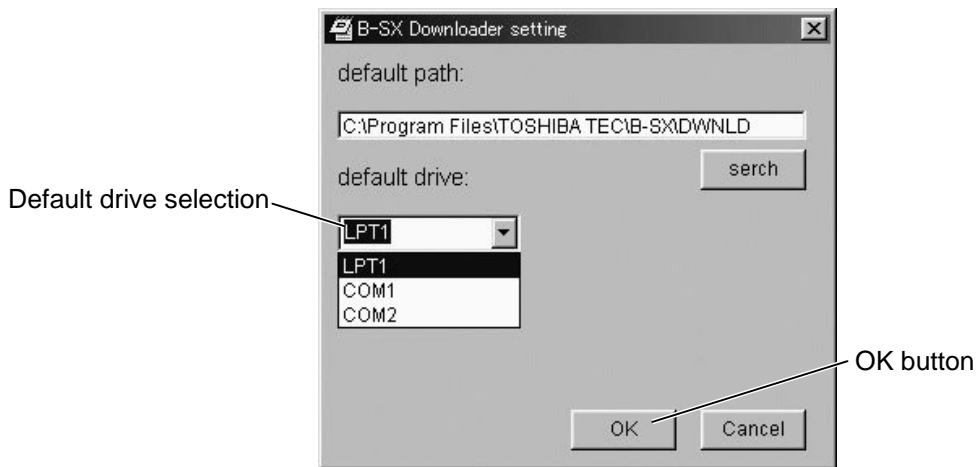 B-SX Downloader setting
default path:
C:\Program Files\TOSHIBA TEC\B-SX\DWNLD
serch
default drive:
Default drive selection
LPT1
LPT1
COM1
COM2
OK button
OK
Cancel